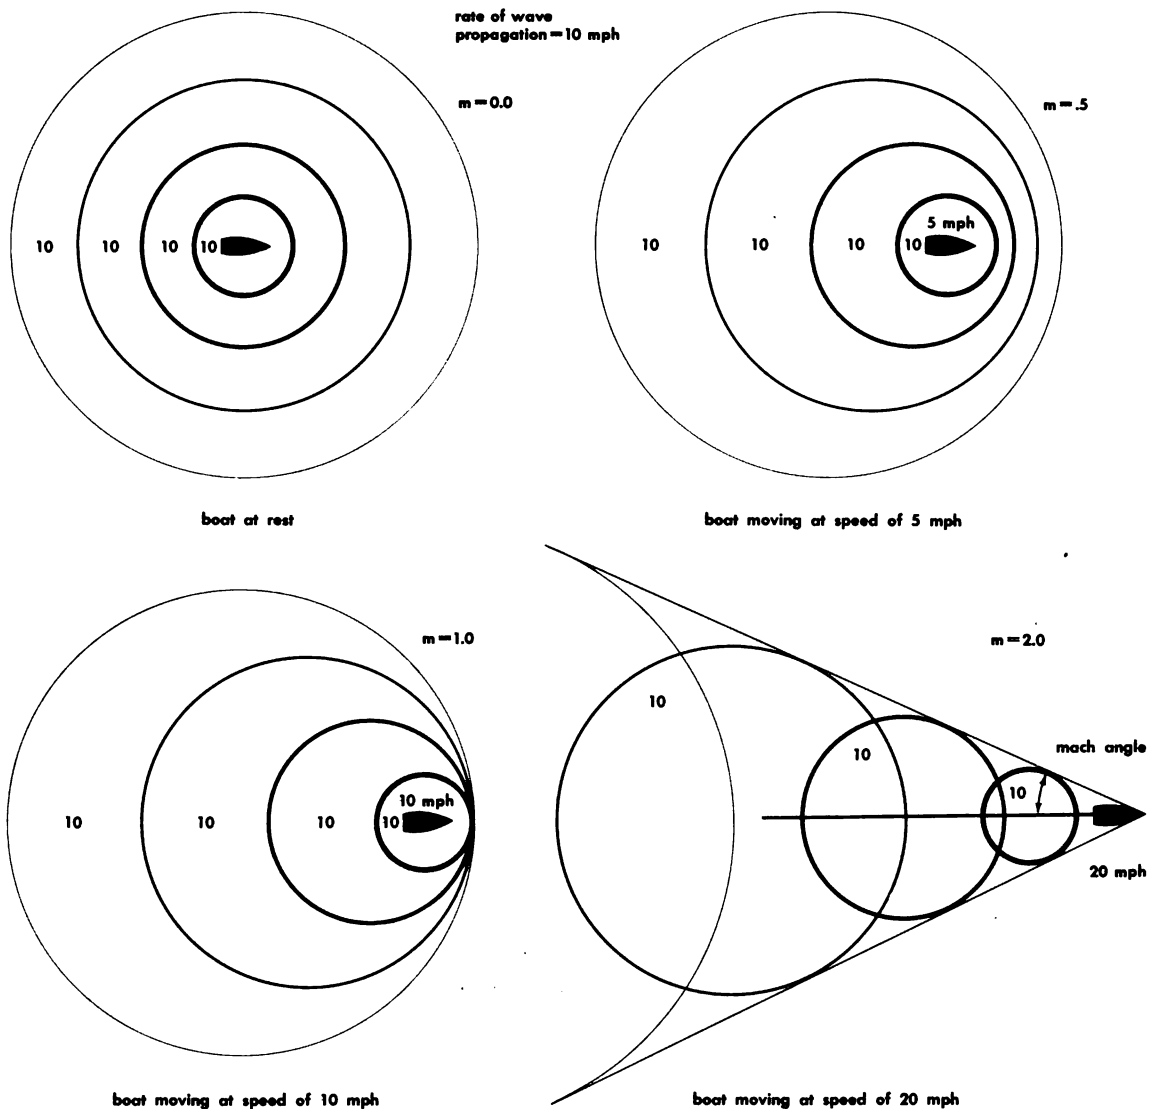 rate of wave
propagation=10 mph
m=0.0
10 10 10 10
boat at rest
m=.5
5 mph
10 10 10 10
boat moving at speed of 5 mph
m=1.0
10 mph
10 10 10 10
boat moving at speed of 10 mph
m=2.0
10
10
mach angle
10
20 mph
boat moving at speed of 20 mph